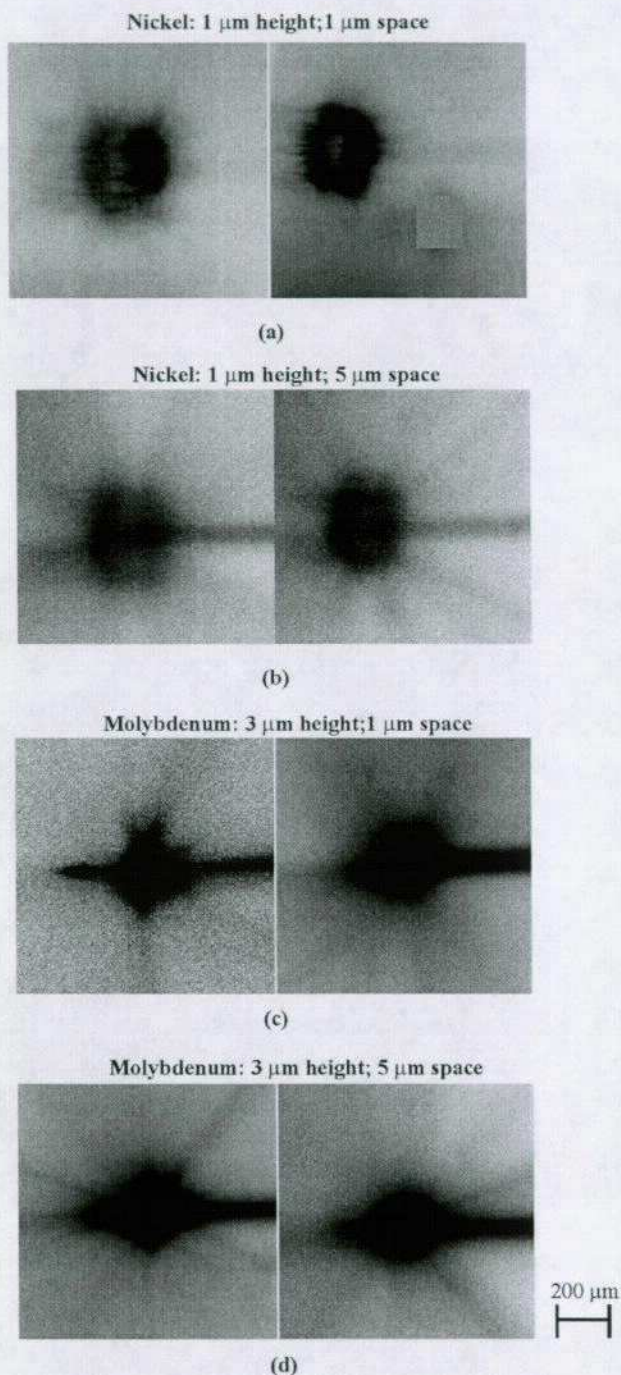 Nickel: 1 μm height;1 μm space
(a)
Nickel: 1 μm height; 5 μm space
(b)
Molybdenum: 3 μm height;1 μm space
(c)
Molybdenum: 3 μm height; 5 μm space
(d)
200 μm